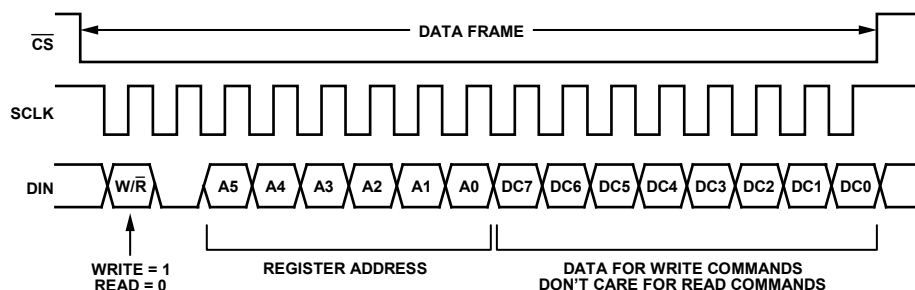 DATA FRAME
CS
SCLK
DIN W/R A5 A4 A3 A2 A1 A0 DC7 DC6 DC5 DC4 DC3 DC2 DC1 DC0
WRITE = 1
READ = 0
REGISTER ADDRESS
DATA FOR WRITE COMMANDS
DON'T CARE FOR READ COMMANDS